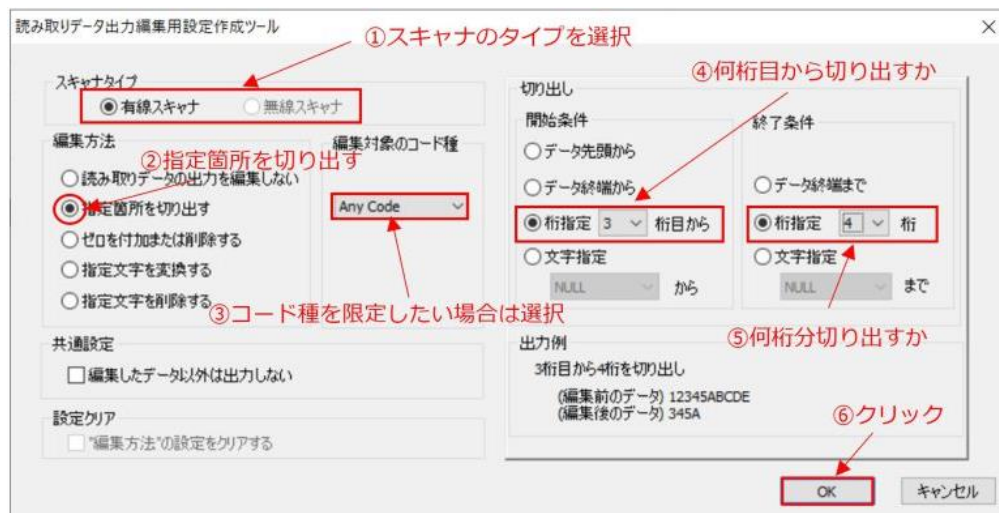 読み取りデータ出力編集用設定作成ツール
×
①スキャナのタイプを選択
スキャナタイプ
有線スキャナ
無線スキャナ
編集方法
②指定箇所を切り出す
読み取りデータの出力を編集しない
指定箇所を切り出す
ゼロを付加または削除する
指定文字を変換する
指定文字を削除する
編集対象のコード種
Any Code
③コード種を限定したい場合は選択
共通設定
編集したデータ以外は出力しない
設定クリア
"編集方法"の設定をクリアする
④何桁目から切り出すか
切り出し
開始条件
データ先頭から
データ終端から
桁指定 3 桁目から
文字指定
NULL から
終了条件
データ終端まで
桁指定 4 桁
文字指定
NULL まで
⑤何桁分切り出すか
出力例
3桁目から4桁を切り出し
(編集前のデータ) 12345ABCDE
(編集後のデータ) 345A
⑥クリック
OK
キャンセル